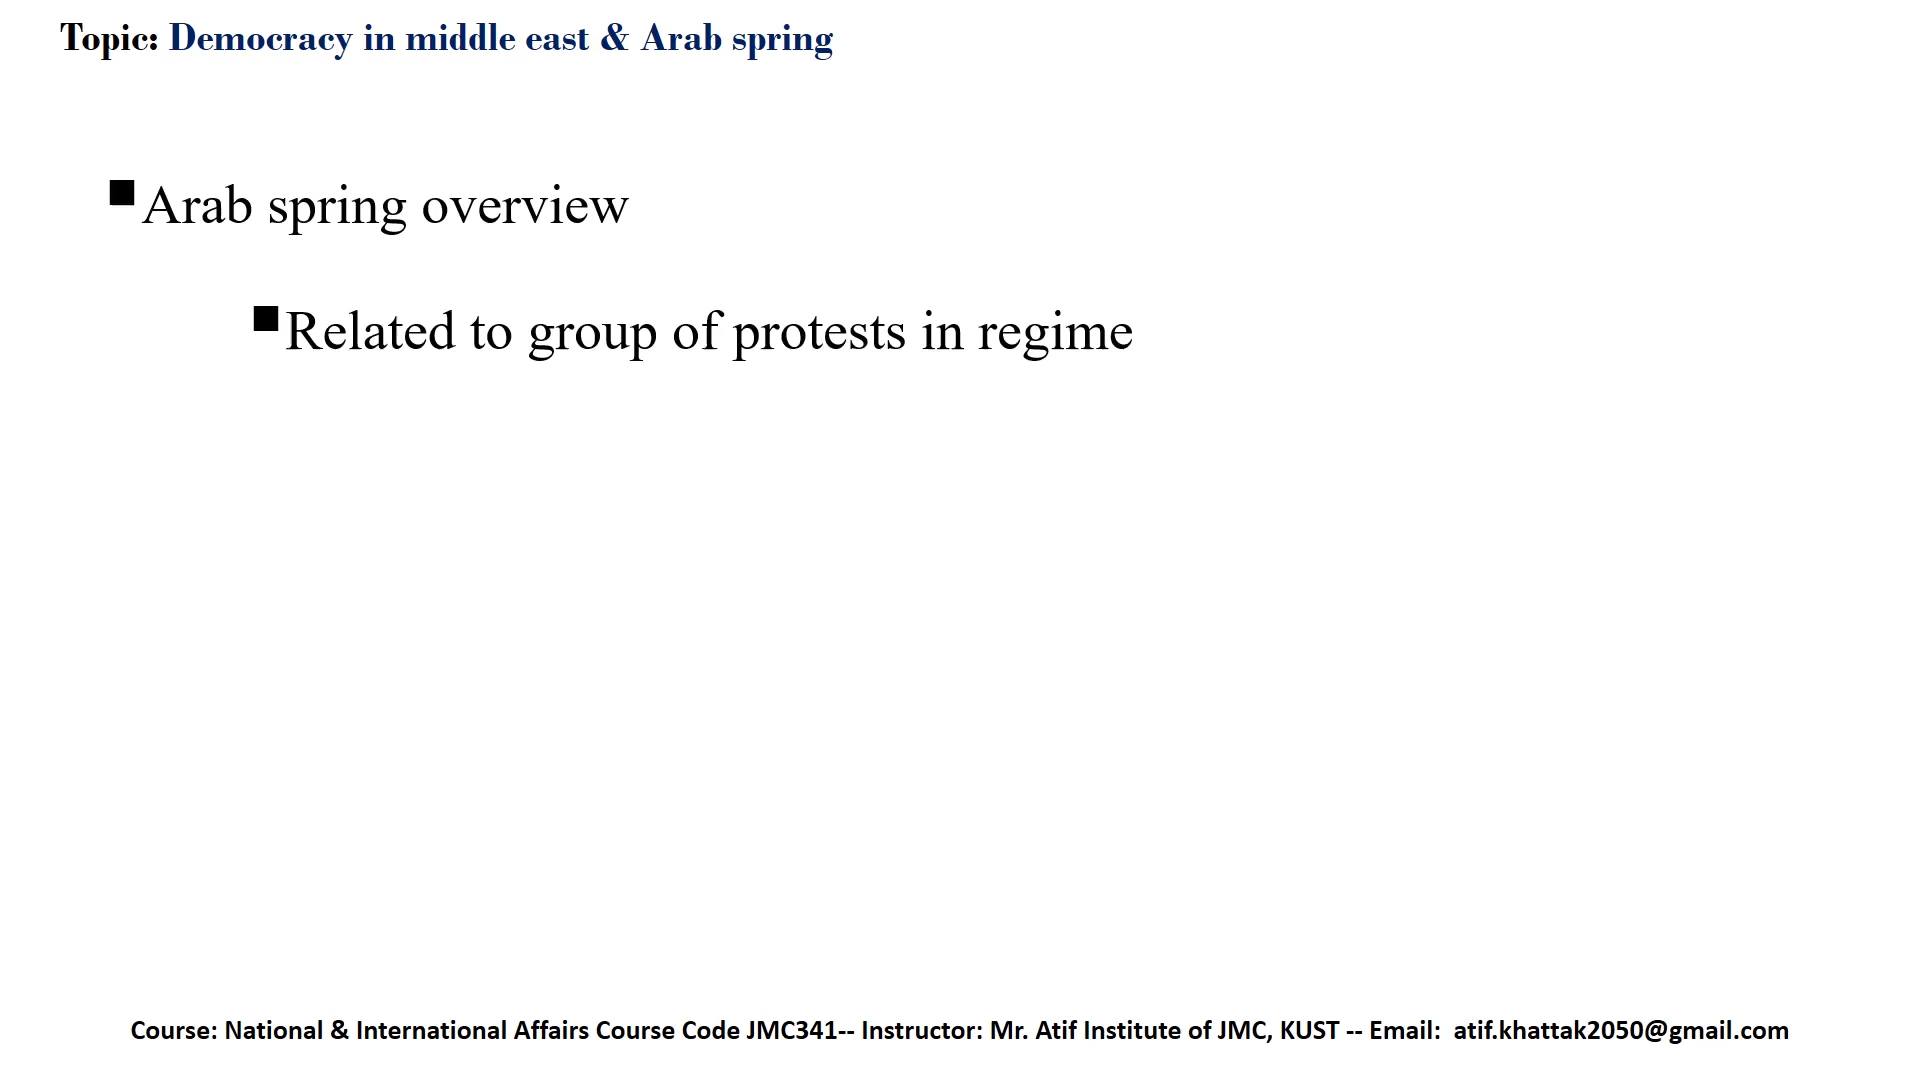 Topic: Democracy in middle east & Arab spring
▪Arab spring overview
▪Related to group of protests in regime
Course: National & International Affairs Course Code JMC341-- Instructor: Mr. Atif Institute of JMC, KUST -- Email:  atif.khattak2050@gmail.com